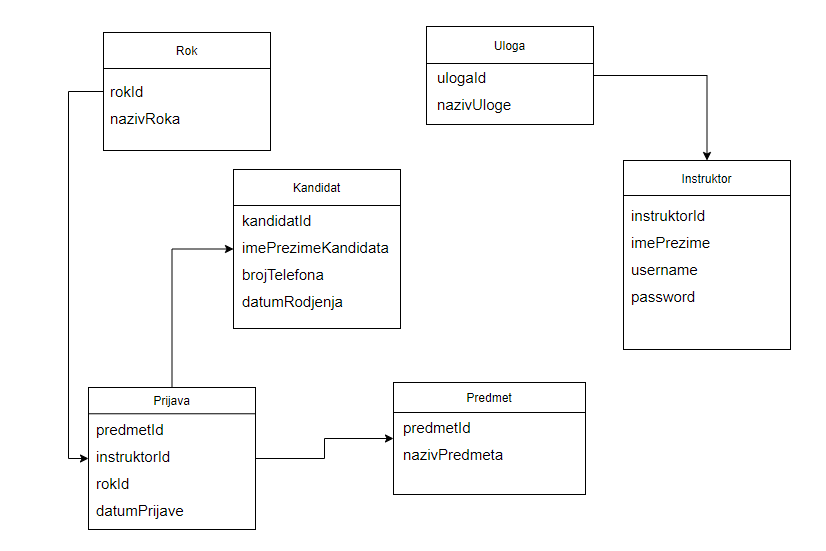 Rok
rokId
nazivRoka
Uloga
ulogaId
nazivUloge
Kandidat
kandidatId
imePrezimeKandidata
brojTelefona
datumRodjenja
Instruktor
instruktorId
imePrezime
username
password
Prijava
predmetId
instruktorId
rokId
datumPrijave
Predmet
predmetId
nazivPredmeta